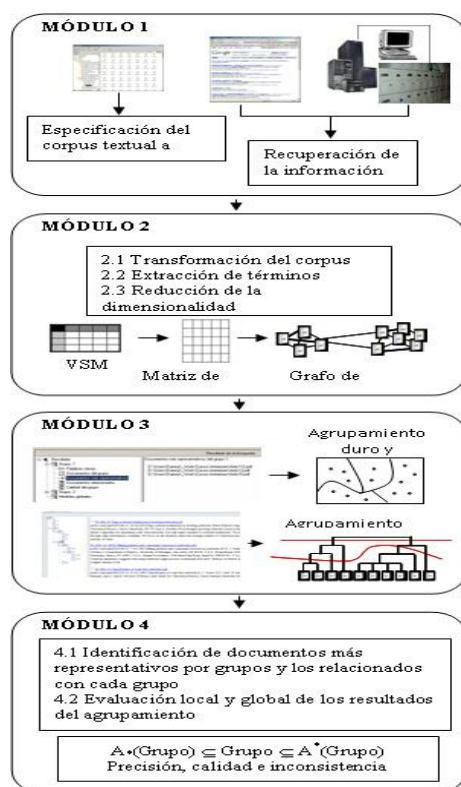 MÓDULO 1
Especificación del
corpus textual a
Recuperación de
la información
MÓDULO 2
2.1 Transformación del corpus
2.2 Extracción de términos
2.3 Reducción de la
dimensionalidad
VSM
Matriz de
Grafo de
MÓDULO 3
Agrupamiento
duro y
Agrupamiento
MÓDULO 4
4.1 Identificación de documentos más
representativos por grupos y los relacionados
con cada grupo
4.2 Evaluación local y global de los resultados
del agrupamiento
A*(Grupo) ⊆ Grupo ⊆ A*(Grupo)
Precisión, calidad e inconsistencia